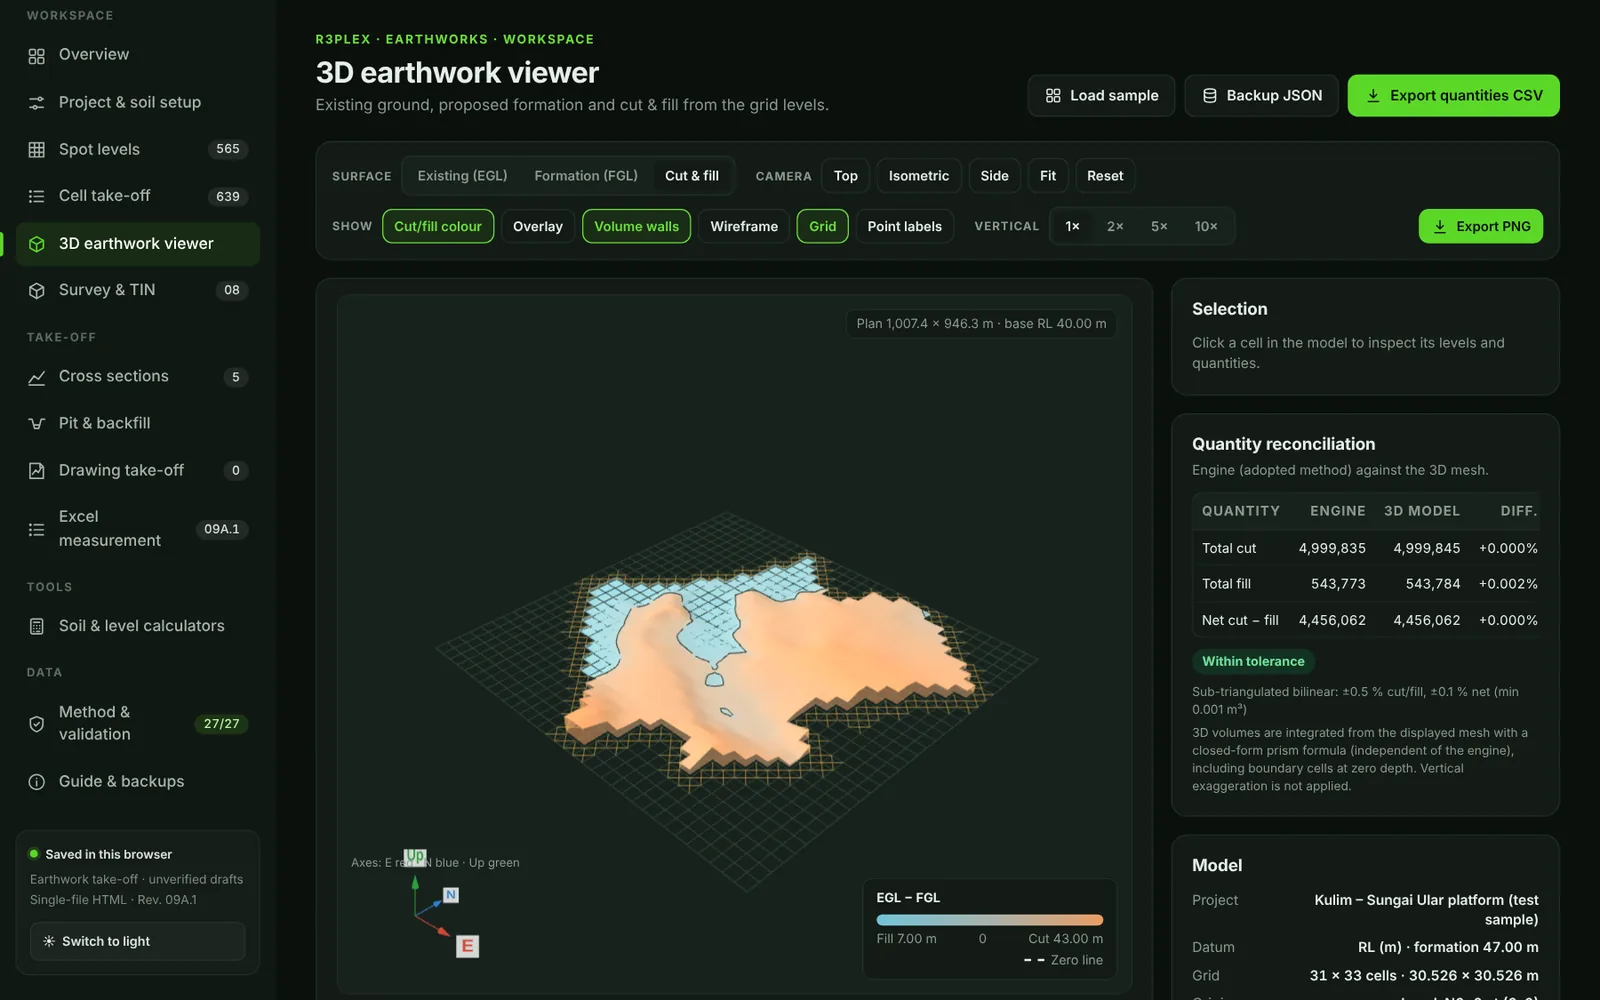 WORKSPACE
Overview
Project & soil setup
Spot levels 565
Cell take-off 639
3D earthwork viewer
Survey & TIN 08
TAKE-OFF
Cross sections 5
Pit & backfill
Drawing take-off 0
Excel
measurement 09A.1
TOOLS
Soil & level calculators
DATA
Method &
validation 27/27
Guide & backups
Saved in this browser
Earthwork take-off · unverified drafts
Single-file HTML · Rev. 09A.1
Switch to light
R3PLEX · EARTHWORKS · WORKSPACE
3D earthwork viewer
Existing ground, proposed formation and cut & fill from the grid levels.
Load sample Backup JSON Export quantities CSV
SURFACE Existing (EGL) Formation (FGL) Cut & fill CAMERA Top Isometric Side Fit Reset
SHOW Cut/fill colour Overlay Volume walls Wireframe Grid Point labels VERTICAL 1× 2× 5× 10× Export PNG
Plan 1,007.4 × 946.3 m · base RL 40.00 m
Up
Axes: E N blue · Up green
N
E
EGL – FGL
Fill 7.00 m 0 Cut 43.00 m
Zero line
Selection
Click a cell in the model to inspect its levels and
quantities.
Quantity reconciliation
Engine (adopted method) against the 3D mesh.
QUANTITY ENGINE 3D MODEL DIFF.
Total cut 4,999,835 4,999,845 +0.000%
Total fill 543,773 543,784 +0.002%
Net cut – fill 4,456,062 4,456,062 +0.000%
Within tolerance
Sub-triangulated bilinear: ±0.5 % cut/fill, ±0.1 % net (min
0.001 m³)
3D volumes are integrated from the displayed mesh with a
closed-form prism formula (independent of the engine),
including boundary cells at zero depth. Vertical
exaggeration is not applied.
Model
Project Kulim – Sungai Ular platform (test
sample)
Datum RL (m) · formation 47.00 m
Grid 31 × 33 cells · 30.526 × 30.526 m